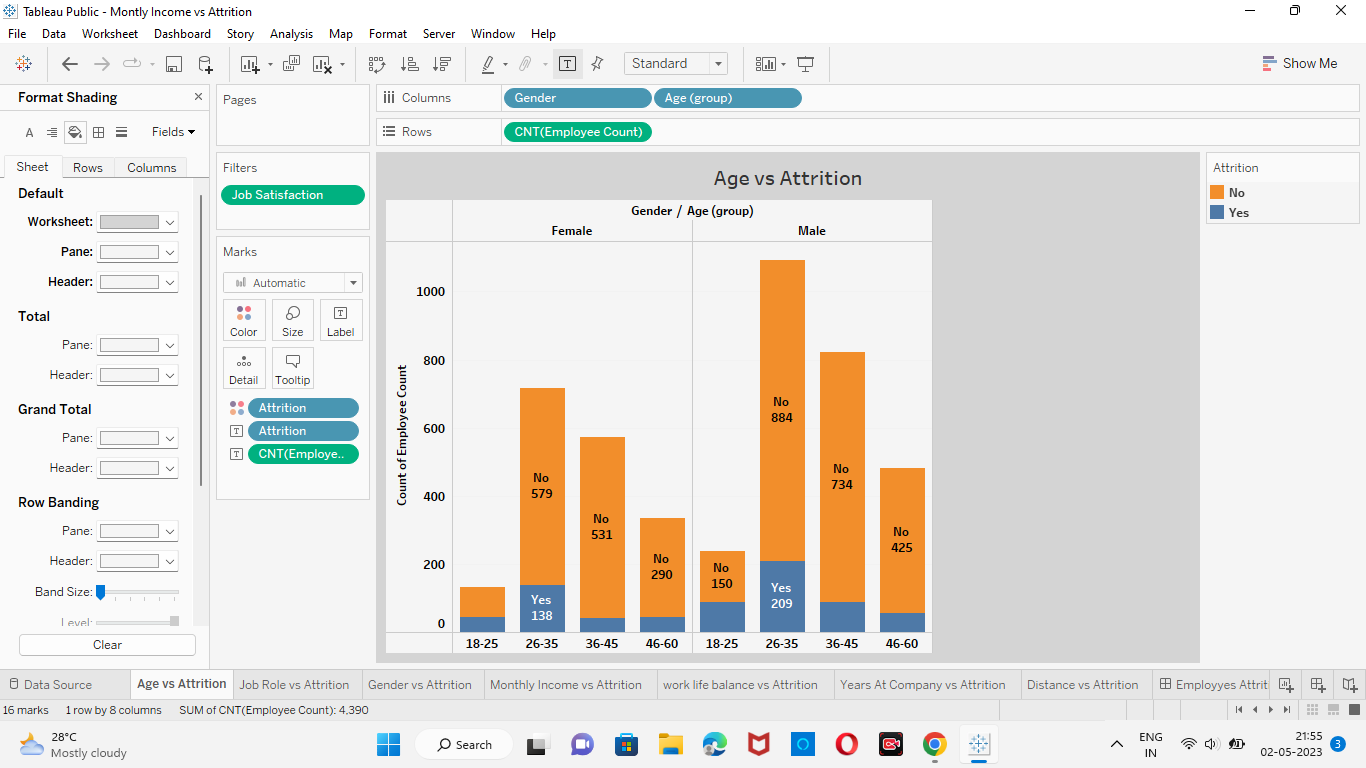 Tableau Public - Montly Income vs Attrition
File Data Worksheet Dashboard Story Analysis Map Format Server Window Help
Standard
Show Me
Format Shading
Fields
Sheet Rows Columns
Default
Worksheet:
Pane:
Header:
Total
Pane:
Header:
Grand Total
Pane:
Header:
Row Banding
Pane:
Header:
Band Size:
Level:
Clear
Pages
Filters
Job Satisfaction
Marks
Automatic
Color Size Label
Detail Tooltip
Attrition
Attrition
CNT(Employe..
Columns Gender Age (group)
Rows CNT(Employee Count)
Age vs Attrition
Gender / Age (group)
Female Male
Count of Employee Count
1000
800
600
400
200
0
No
579
Yes
138
No
531
No
290
No
150
No
884
Yes
209
No
734
No
425
18-25 26-35 36-45 46-60 18-25 26-35 36-45 46-60
Attrition
No
Yes
Data Source Age vs Attrition Job Role vs Attrition Gender vs Attrition Monthly Income vs Attrition work life balance vs Attrition Years At Company vs Attrition Distance vs Attrition Employyes Attriti
16 marks 1 row by 8 columns SUM of CNT(Employee Count): 4,390
28°C
Mostly cloudy
Search
ENG
IN
21:55
02-05-2023
3